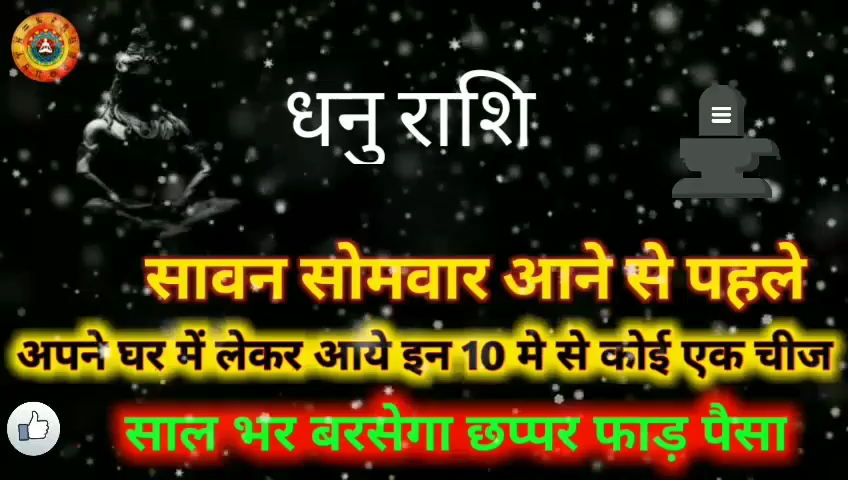 धनु राशि
सावन सोमवार आने से पहले
अपने घर में लेकर आये इन 10 मे से कोई एक चीज
साल भर बरसेगा छप्पर फाड़ पैसा